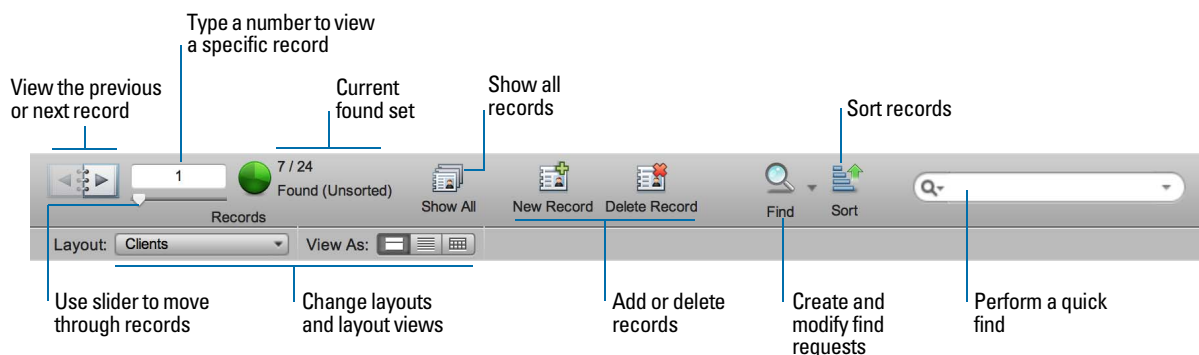 Type a number to view
a specific record
View the previous
or next record
Current
found set
Show all
records
Sort records
1
7 / 24
Found (Unsorted)
Records
Show All
New Record
Delete Record
Find
Sort
Layout:
Clients
View As:
Use slider to move
through records
Change layouts
and layout views
Add or delete
records
Create and
modify find
requests
Perform a quick
find